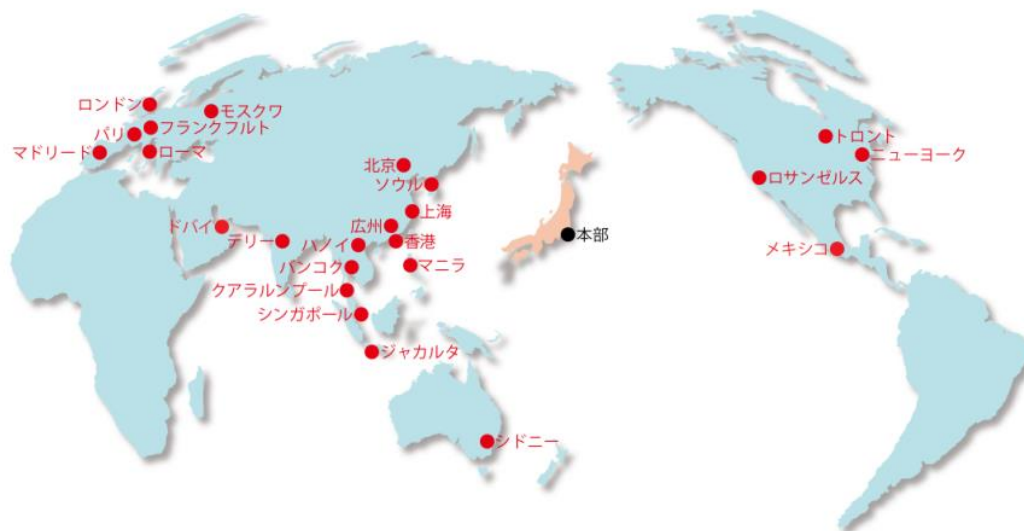 ロンドン
モスクワ
フランクフルト
パリ
マドリード
ローマ
北京
ソウル
上海
広州
ドバイ
デリー
ハノイ
香港
バンコク
マニラ
クアラルンプール
シンガポール
ジャカルタ
シドニー
本部
トロント
ニューヨーク
ロサンゼルス
メキシコ